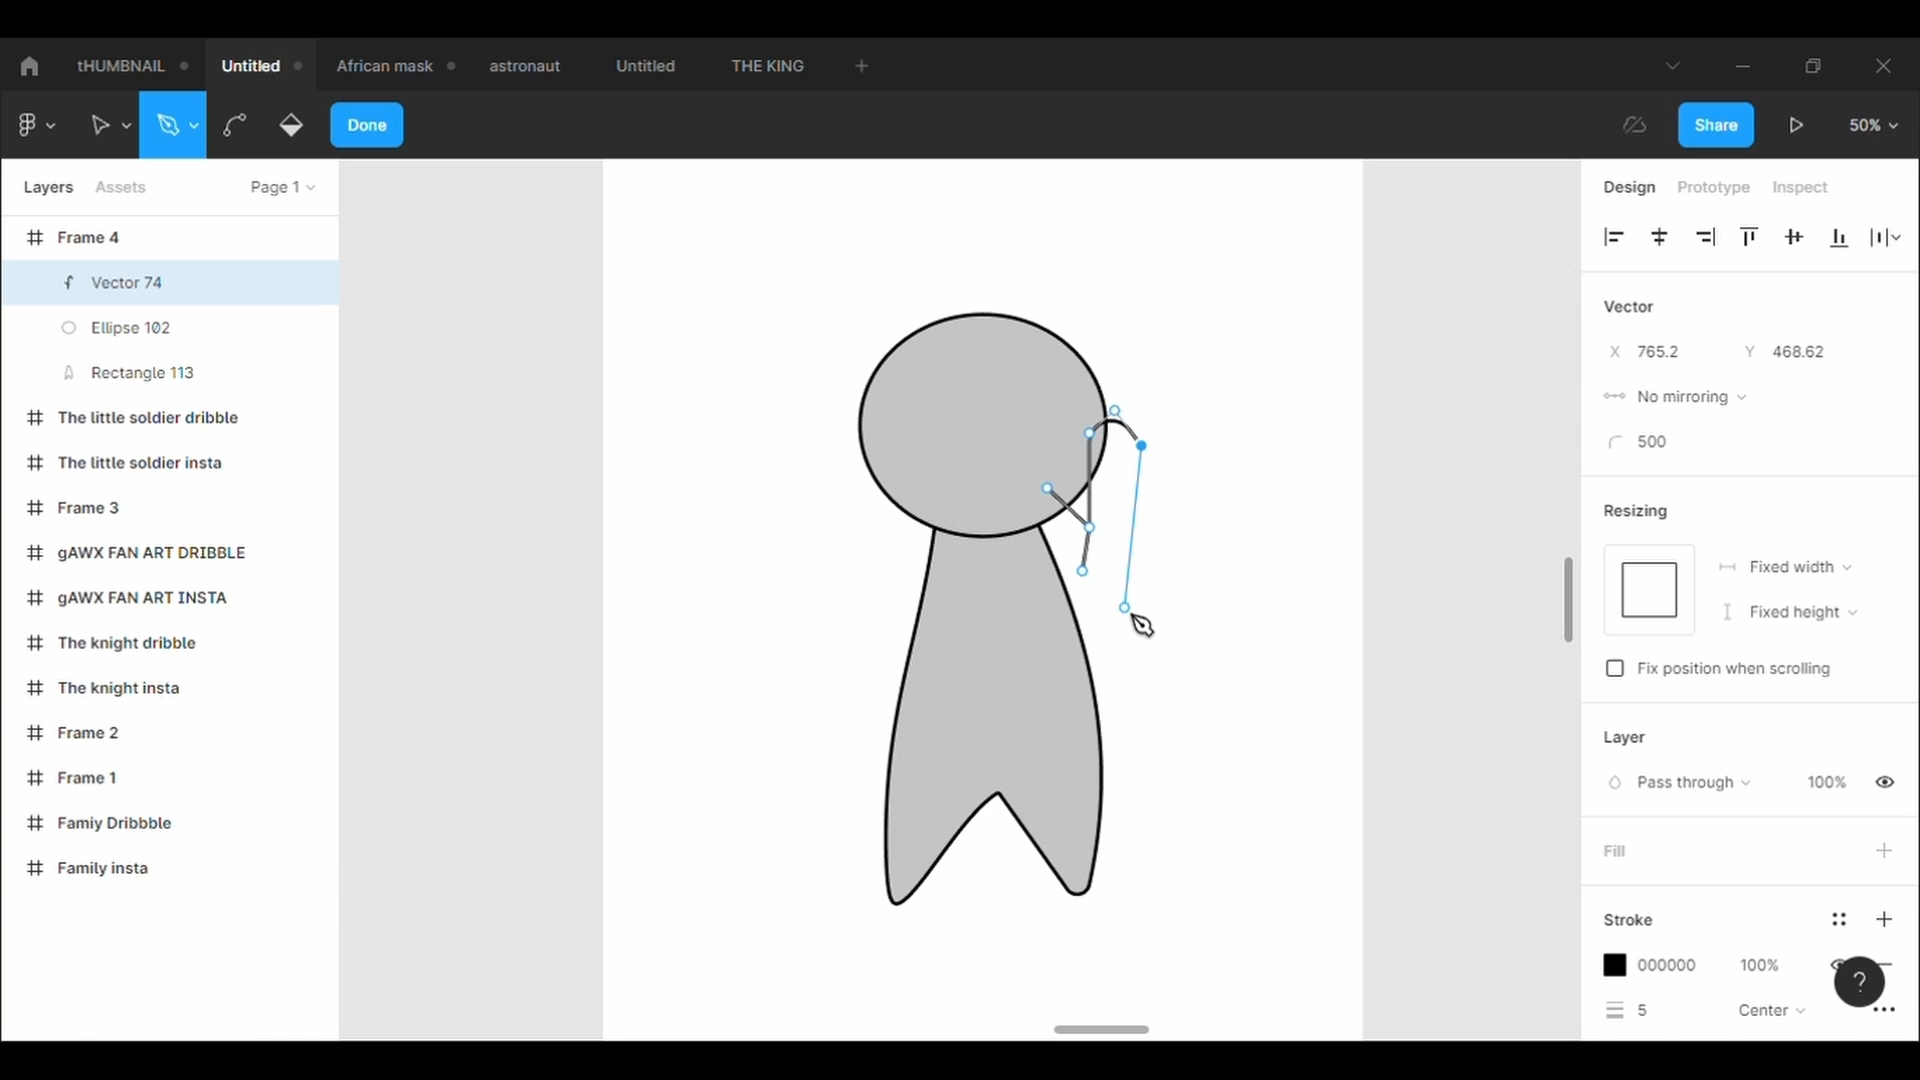 tHUMBNAIL Untitled African mask astronaut Untitled THE KING
Done Share 50%
Layers Assets Page 1
Frame 4
Vector 74
Ellipse 102
Rectangle 113
The little soldier dribble
The little soldier insta
Frame 3
gAWX FAN ART DRIBBLE
gAWX FAN ART INSTA
The knight dribble
The knight insta
Frame 2
Frame 1
Famiy Dribbble
Family insta
Design Prototype Inspect
Vector
X 765.2 Y 468.62
No mirroring
500
Resizing
Fixed width
Fixed height
Fix position when scrolling
Layer
Pass through 100%
Fill
Stroke
000000 100%
?
5 Center